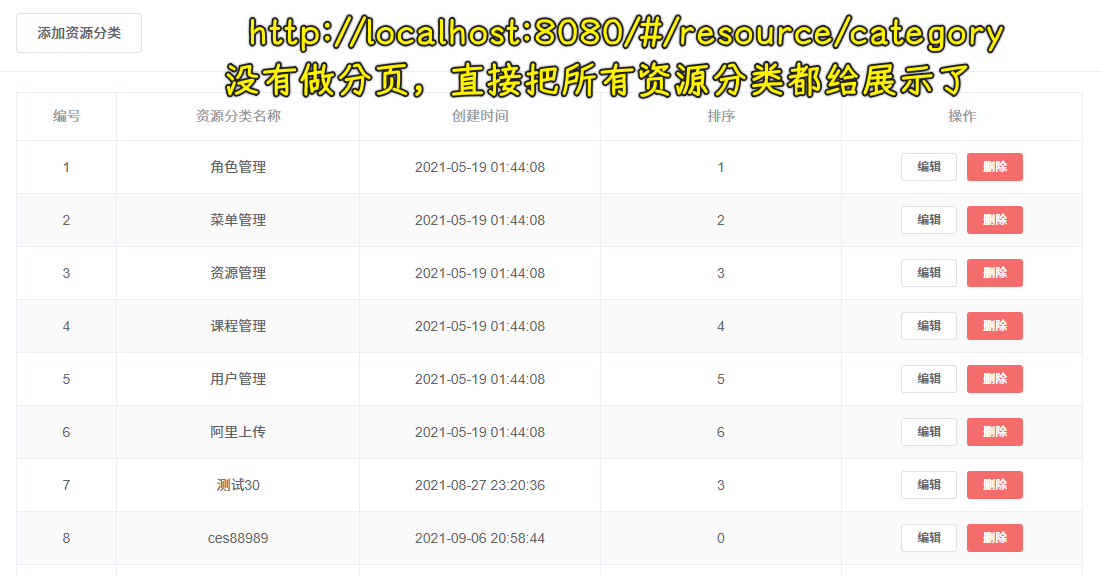 添加资源分类
http://localhost:8080/#/resource/category
没有做分页，直接把所有资源分类都给展示了
编号 资源分类名称 创建时间 排序 操作
1 角色管理 2021-05-19 01:44:08 1 编辑 删除
2 菜单管理 2021-05-19 01:44:08 2 编辑 删除
3 资源管理 2021-05-19 01:44:08 3 编辑 删除
4 课程管理 2021-05-19 01:44:08 4 编辑 删除
5 用户管理 2021-05-19 01:44:08 5 编辑 删除
6 阿里上传 2021-05-19 01:44:08 6 编辑 删除
7 测试30 2021-08-27 23:20:36 3 编辑 删除
8 ces88989 2021-09-06 20:58:44 0 编辑 删除